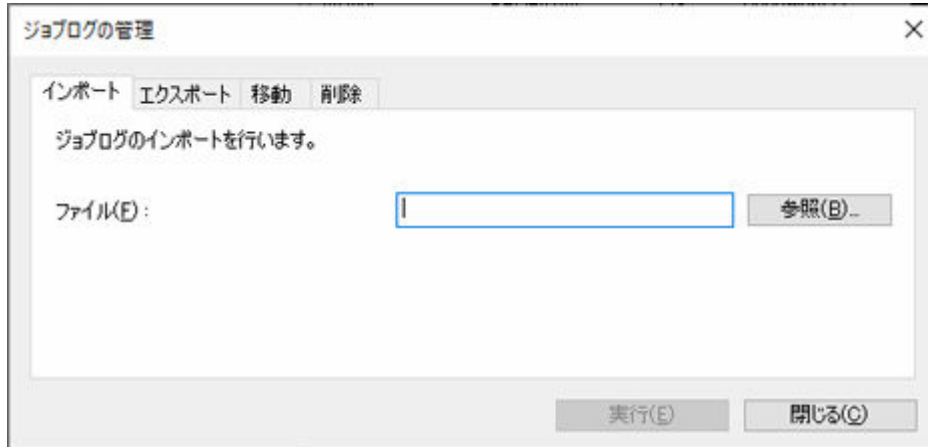 ジョブログの管理
インポート エクスポート 移動 削除
ジョブログのインポートを行います。
ファイル(F)： 参照(B)...
実行(E) 閉じる(C)